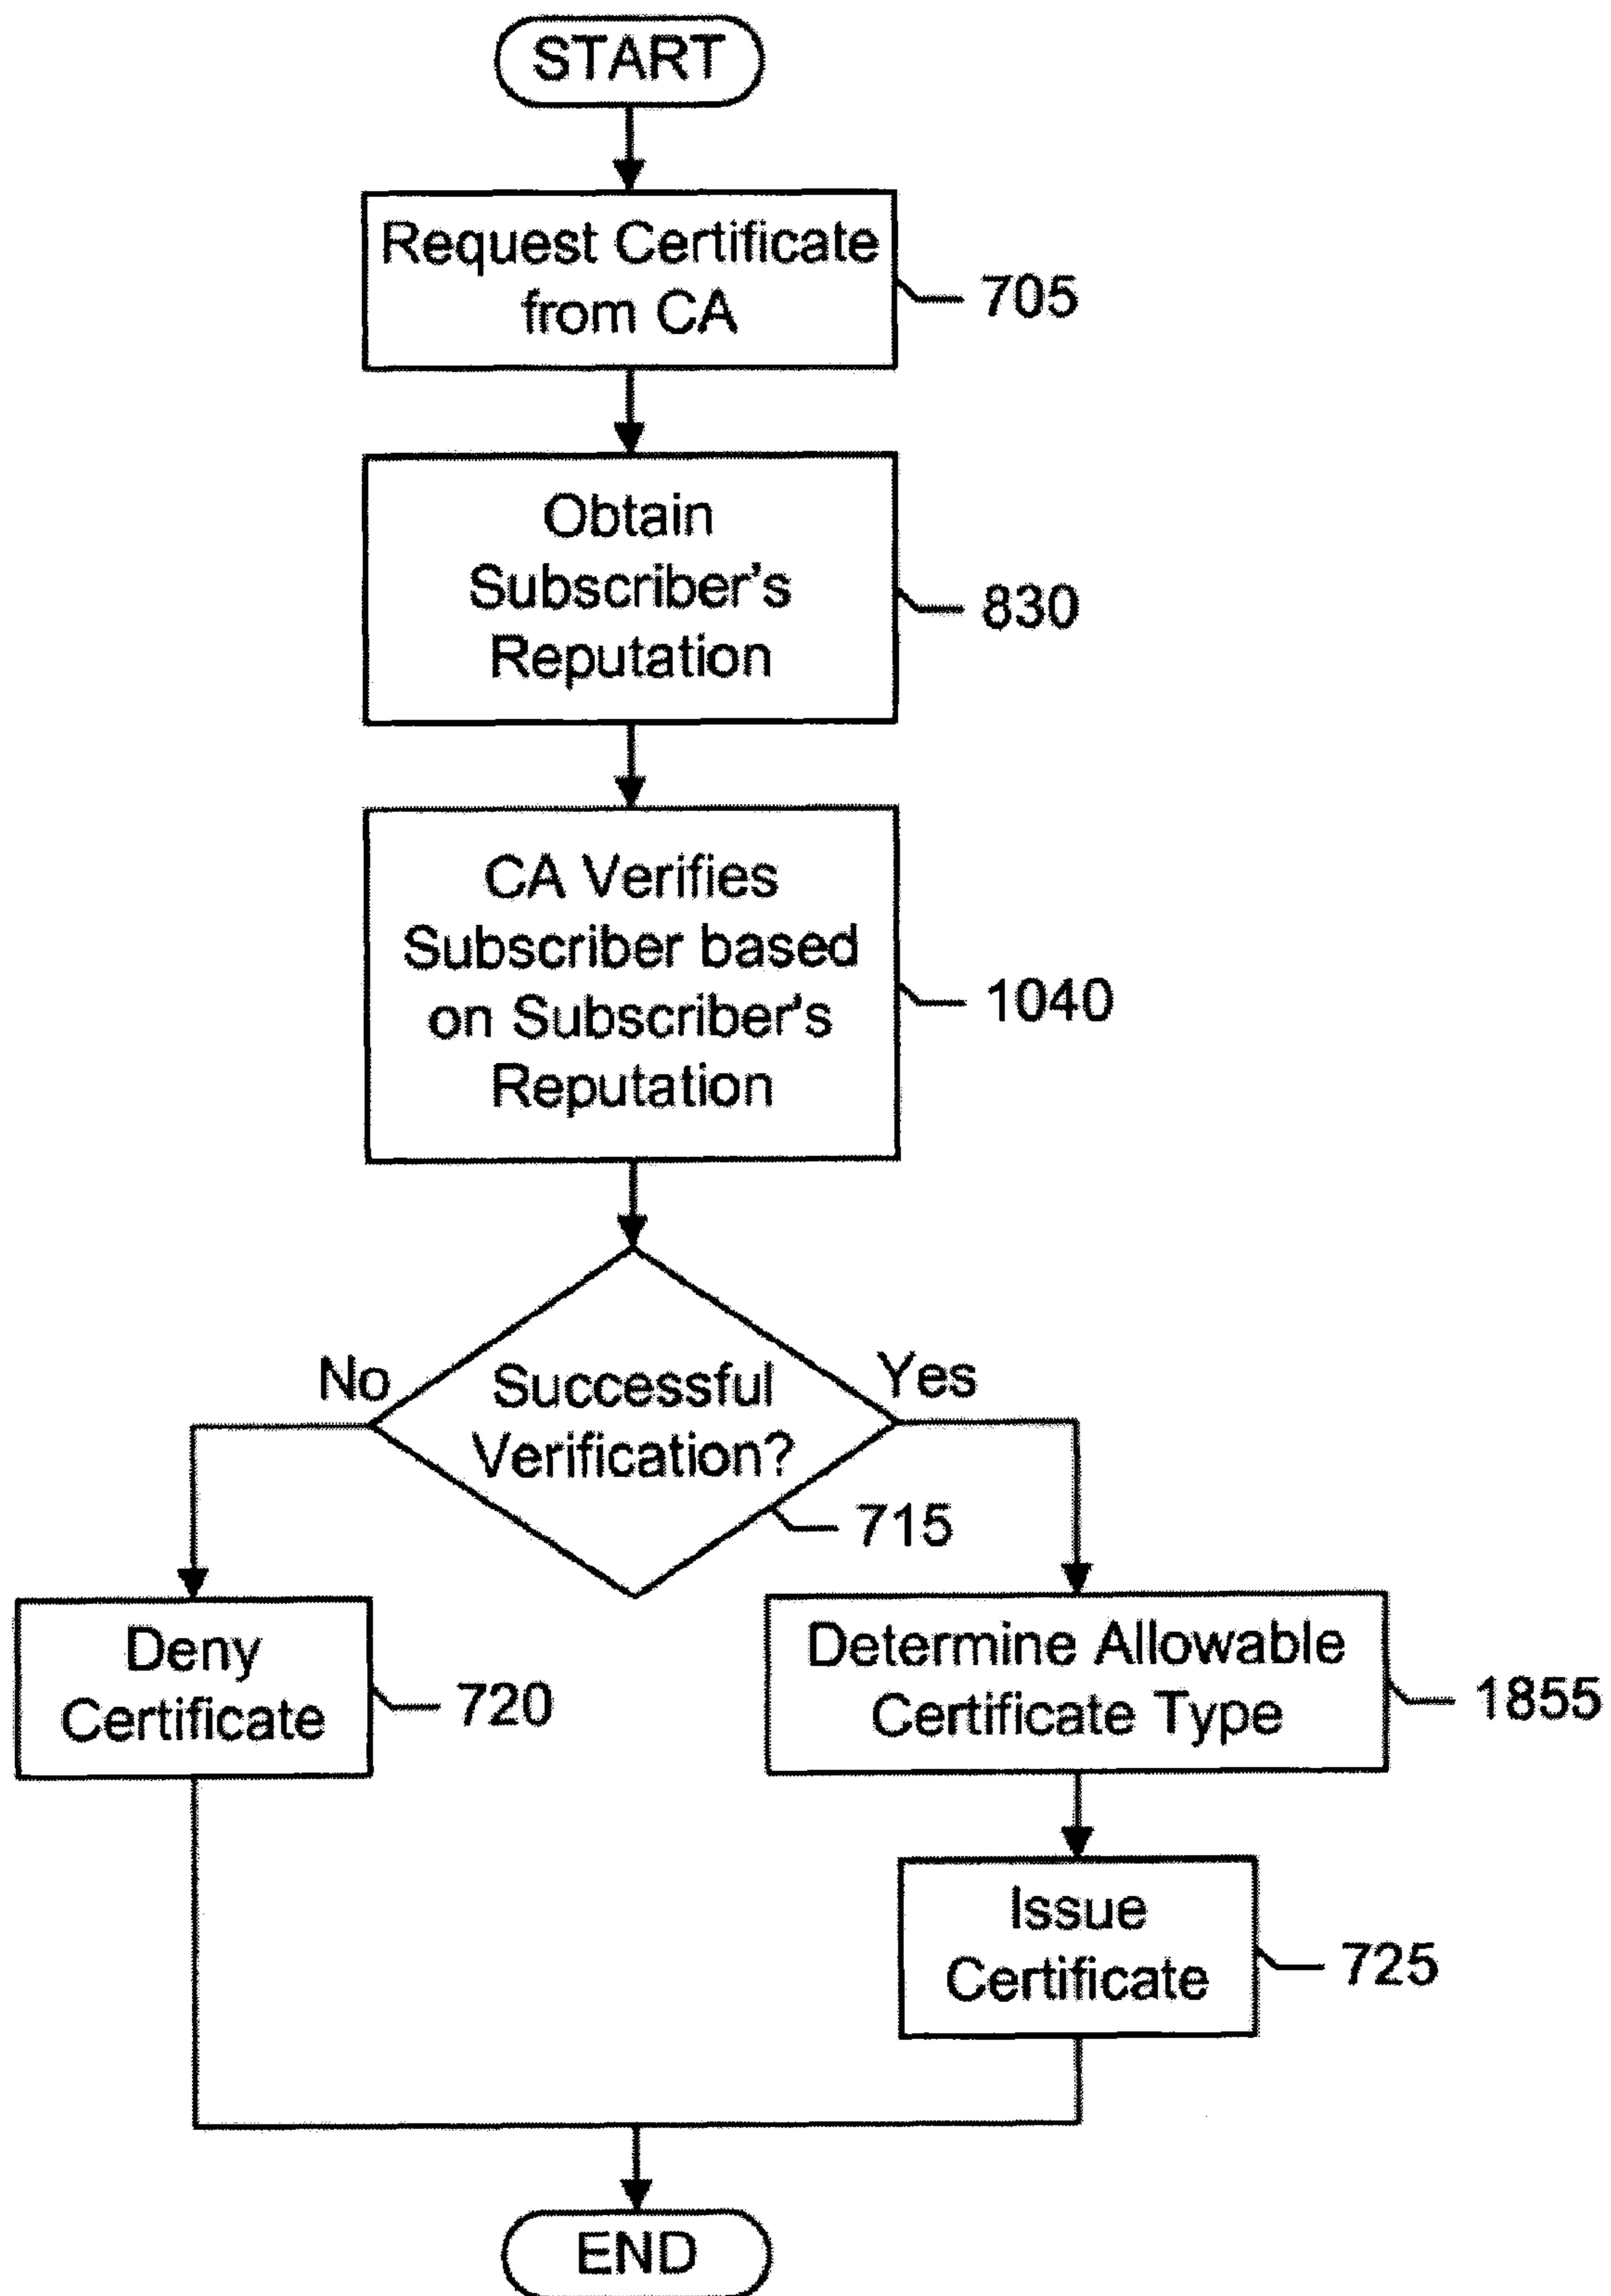 START
Request Certificate
from CA
705
Obtain
Subscriber's
Reputation
830
CA Verifies
Subscriber based
on Subscriber's
Reputation
1040
No
Successful
Verification?
Yes
715
Deny
Certificate
720
Determine Allowable
Certificate Type
1855
Issue
Certificate
725
END